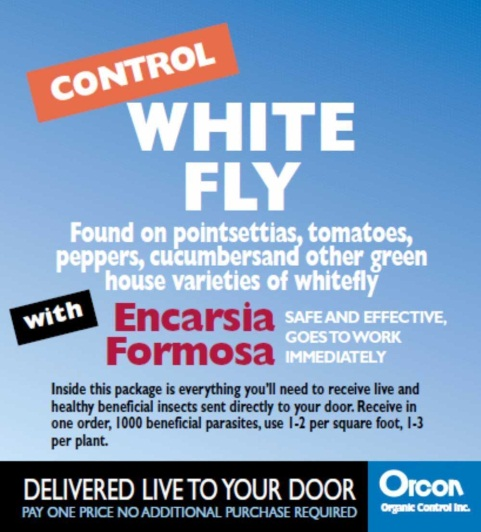 CONTROL
WHITE
FLY
Found on pointsettias, tomatoes,
peppers, cucumbersand other green
house varieties of whitefly
with
Encarsia
Formosa
SAFE AND EFFECTIVE,
GOES TO WORK
IMMEDIATELY
Inside this package is everything you'll need to receive live and
healthy beneficial insects sent directly to your door. Receive in
one order, 1000 beneficial parasites, use 1-2 per square foot, 1-3
per plant.
DELIVERED LIVE TO YOUR DOOR
PAY ONE PRICE NO ADDITIONAL PURCHASE REQUIRED
Orcon
Organic Control Inc.